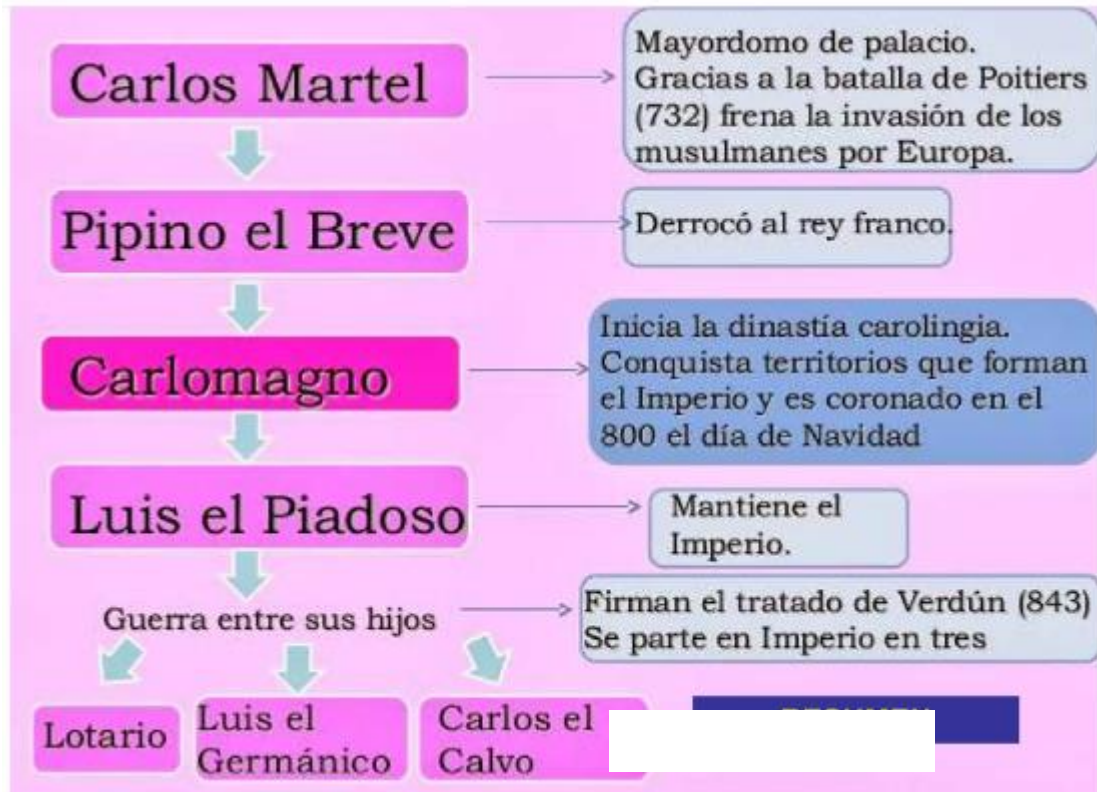 Carlos Martel
Mayordomo de palacio.
Gracias a la batalla de Poitiers
(732) frena la invasión de los
musulmanes por Europa.
Pipino el Breve
Derrocó al rey franco.
Carlomagno
Inicia la dinastía carolingia.
Conquista territorios que forman
el Imperio y es coronado en el
800 el día de Navidad
Luis el Piadoso
Mantiene el
Imperio.
Guerra entre sus hijos
Firman el tratado de Verdún (843)
Se parte en Imperio en tres
Lotario
Luis el
Germánico
Carlos el
Calvo